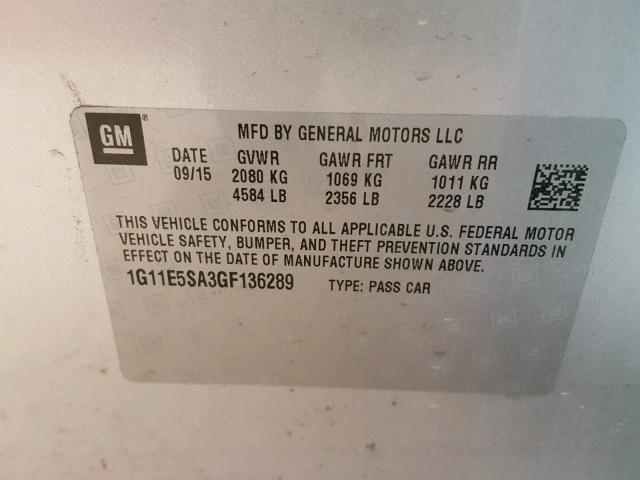 GM®
MFD BY GENERAL MOTORS LLC
DATE GVWR GAWR FRT GAWR RR
09/15 2080 KG 1069 KG 1011 KG
4584 LB 2356 LB 2228 LB
THIS VEHICLE CONFORMS TO ALL APPLICABLE U.S. FEDERAL MOTOR
VEHICLE SAFETY, BUMPER, AND THEFT PREVENTION STANDARDS IN
EFFECT ON THE DATE OF MANUFACTURE SHOWN ABOVE.
1G11E5SA3GF136289 TYPE: PASS CAR